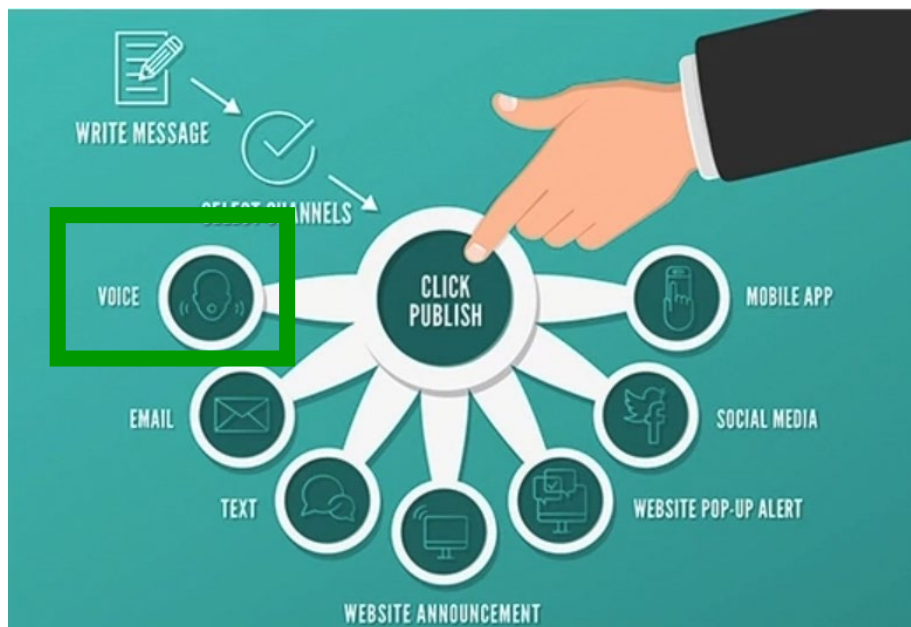 WRITE MESSAGE
SELECT CHANNELS
CLICK
PUBLISH
VOICE
MOBILE APP
EMAIL
SOCIAL MEDIA
TEXT
WEBSITE POP-UP ALERT
WEBSITE ANNOUNCEMENT